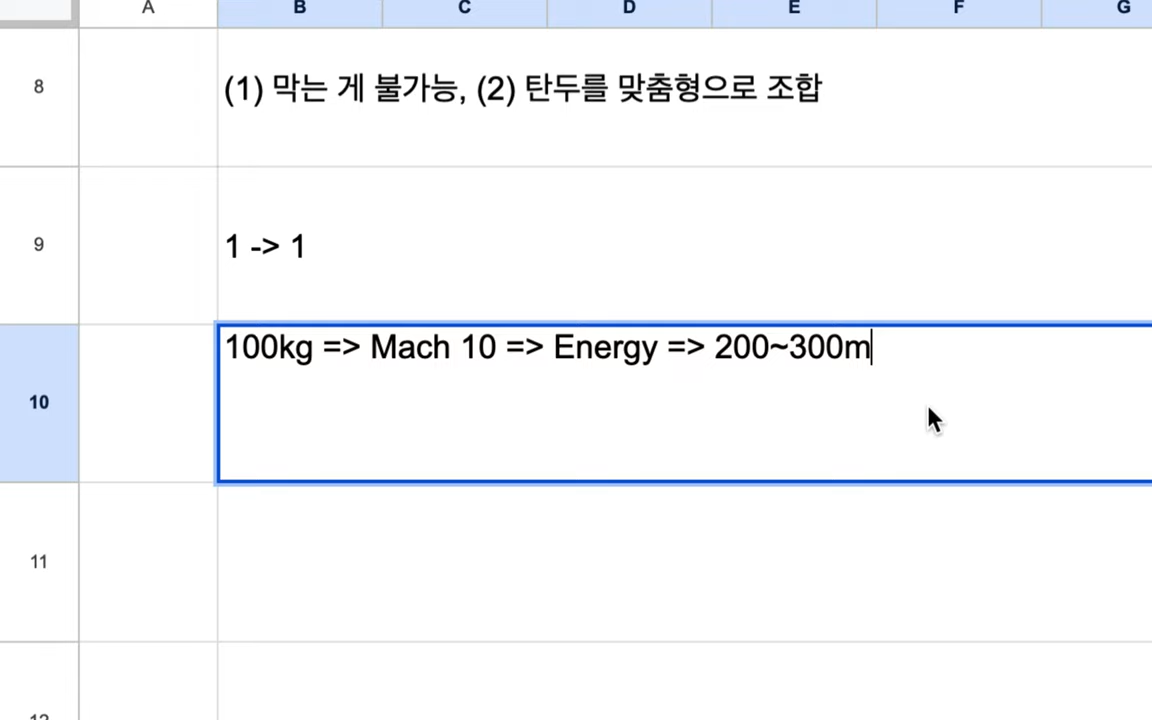 A B C D E F G
8 (1) 막는 게 불가능, (2) 탄두를 맞춤형으로 조합
9 1 -> 1
10 100kg => Mach 10 => Energy => 200~300m
11